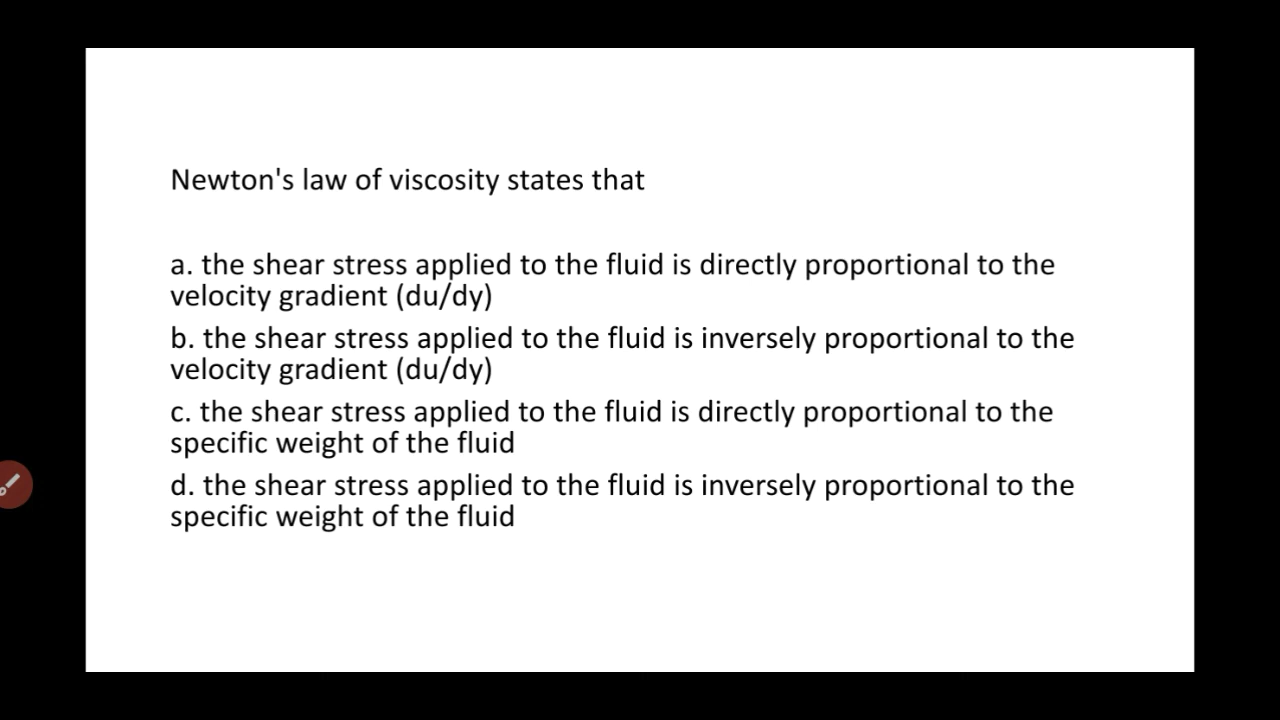 Newton's law of viscosity states that
a. the shear stress applied to the fluid is directly proportional to the
velocity gradient (du/dy)
b. the shear stress applied to the fluid is inversely proportional to the
velocity gradient (du/dy)
c. the shear stress applied to the fluid is directly proportional to the
specific weight of the fluid
d. the shear stress applied to the fluid is inversely proportional to the
specific weight of the fluid